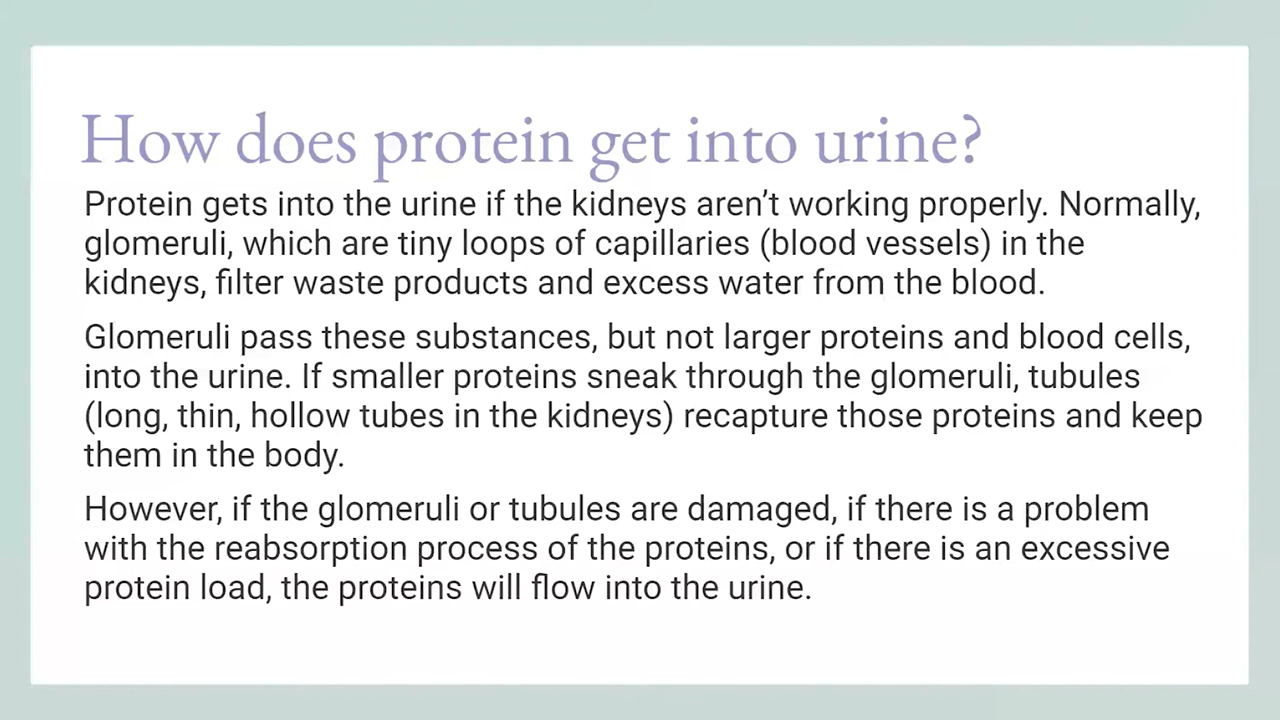 How does protein get into urine?
Protein gets into the urine if the kidneys aren’t working properly. Normally,
glomeruli, which are tiny loops of capillaries (blood vessels) in the
kidneys, filter waste products and excess water from the blood.
Glomeruli pass these substances, but not larger proteins and blood cells,
into the urine. If smaller proteins sneak through the glomeruli, tubules
(long, thin, hollow tubes in the kidneys) recapture those proteins and keep
them in the body.
However, if the glomeruli or tubules are damaged, if there is a problem
with the reabsorption process of the proteins, or if there is an excessive
protein load, the proteins will flow into the urine.